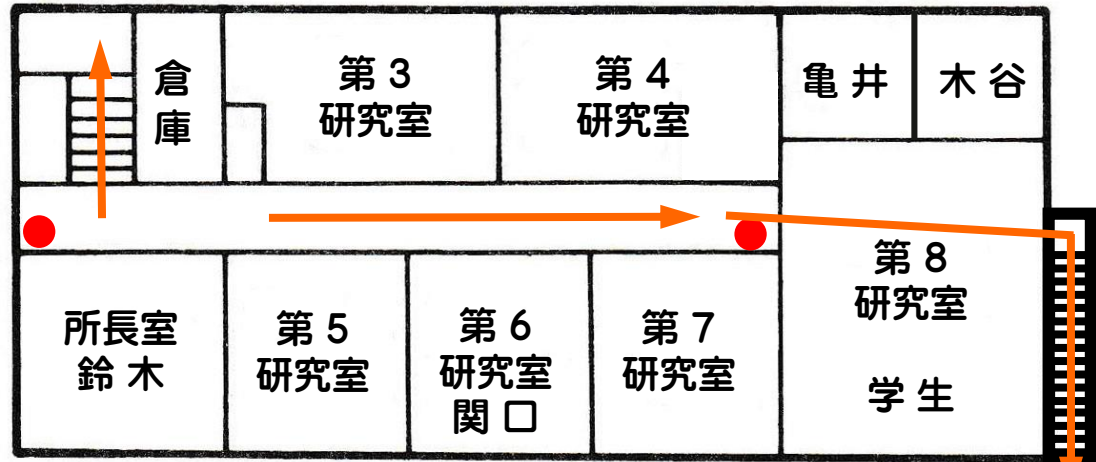 倉
庫
第 3
研究室
第 4
研究室
亀 井
木 谷
所長室
鈴 木
第 5
研究室
第 6
研究室
関 口
第 7
研究室
第 8
研究室
学 生